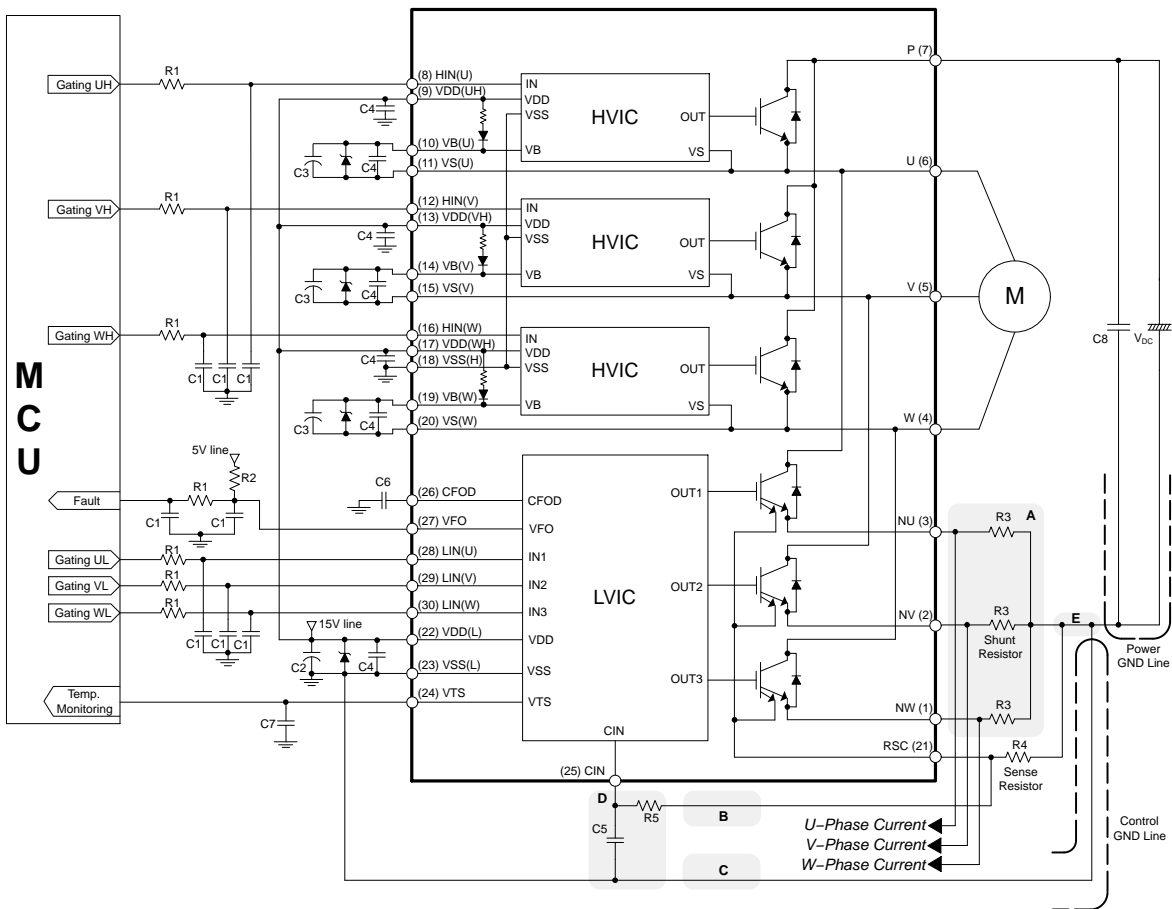 MCU
Gating UH
R1
Gating VH
R1
Gating WH
R1
C1
C1
C1
5V line
R2
Fault
R1
C1
C1
Gating UL
R1
Gating VL
R1
Gating WL
R1
C1
C1
C1
15V line
C2
C4
Temp.
Monitoring
C7
C6
C4
C3
C4
C4
C3
C4
C4
C3
C4
(8) HIN(U)
(9) VDD(UH)
(10) VB(U)
(11) VS(U)
(12) HIN(V)
(13) VDD(VH)
(14) VB(V)
(15) VS(V)
(16) HIN(W)
(17) VDD(WH)
(18) VSS(H)
(19) VB(W)
(20) VS(W)
(26) CFOD
(27) VFO
(28) LIN(U)
(29) LIN(V)
(30) LIN(W)
(22) VDD(L)
(23) VSS(L)
(24) VTS
IN
VDD
VSS
VB
HVIC
OUT
VS
IN
VDD
VSS
VB
HVIC
OUT
VS
IN
VDD
VSS
VB
HVIC
OUT
VS
CFOD
VFO
IN1
IN2
IN3
VDD
VSS
VTS
LVIC
OUT1
OUT2
OUT3
CIN
(25) CIN
P (7)
U (6)
V (5)
W (4)
NU (3)
NV (2)
NW (1)
RSC (21)
M
C8
VDC
R3
A
R3
Shunt
Resistor
R3
E
R4
Sense
Resistor
Power
GND Line
Control
GND Line
D
C5
R5
B
C
U–Phase Current
V–Phase Current
W–Phase Current